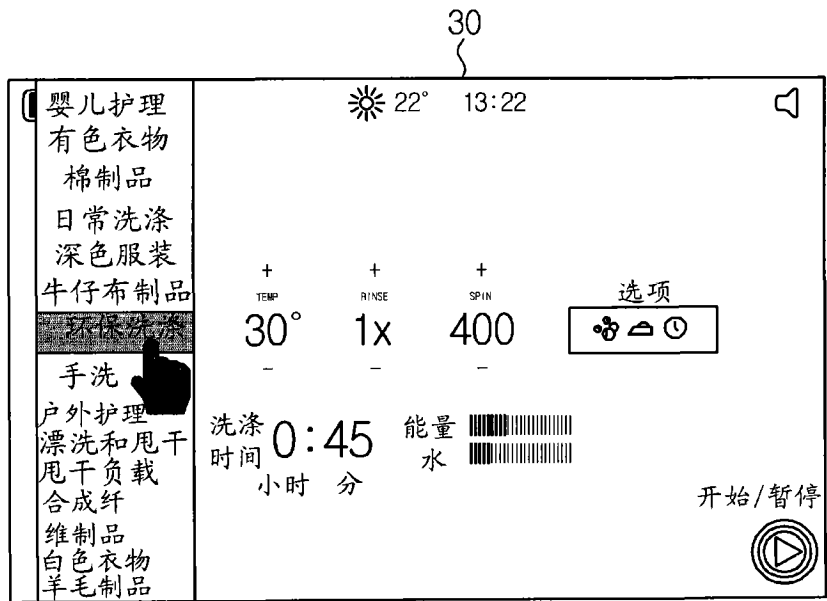 30
婴儿护理
有色衣物
棉制品
日常洗涤
深色服装
牛仔布制品
环保洗涤
手洗
户外护理
漂洗和甩干
甩干负载
合成纤
维制品
白色衣物
羊毛制品
22° 13:22
+ + +
TEMP RINSE SPIN
30° 1x 400
- - -
选项
洗涤
时间
0:45
小时 分
能量
水
开始/暂停